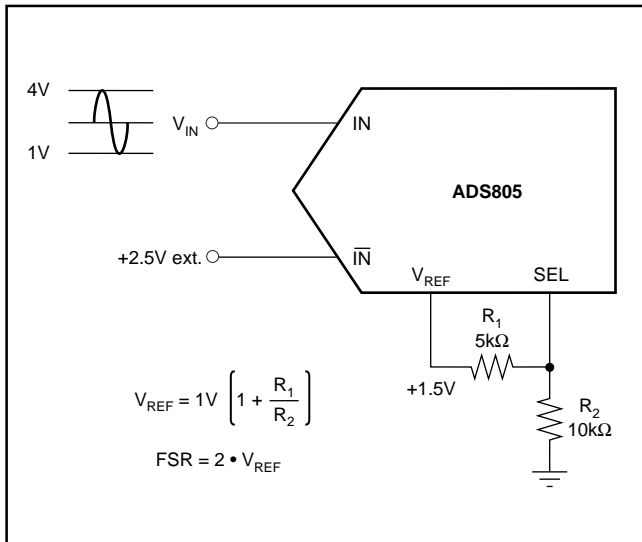 4V
1V
V_IN
IN
ADS805
+2.5V ext.
I̅N̅
V_REF
SEL
R_1
5kΩ
+1.5V
R_2
10kΩ
V_REF = 1V [1 + R_1/R_2]
FSR = 2 • V_REF